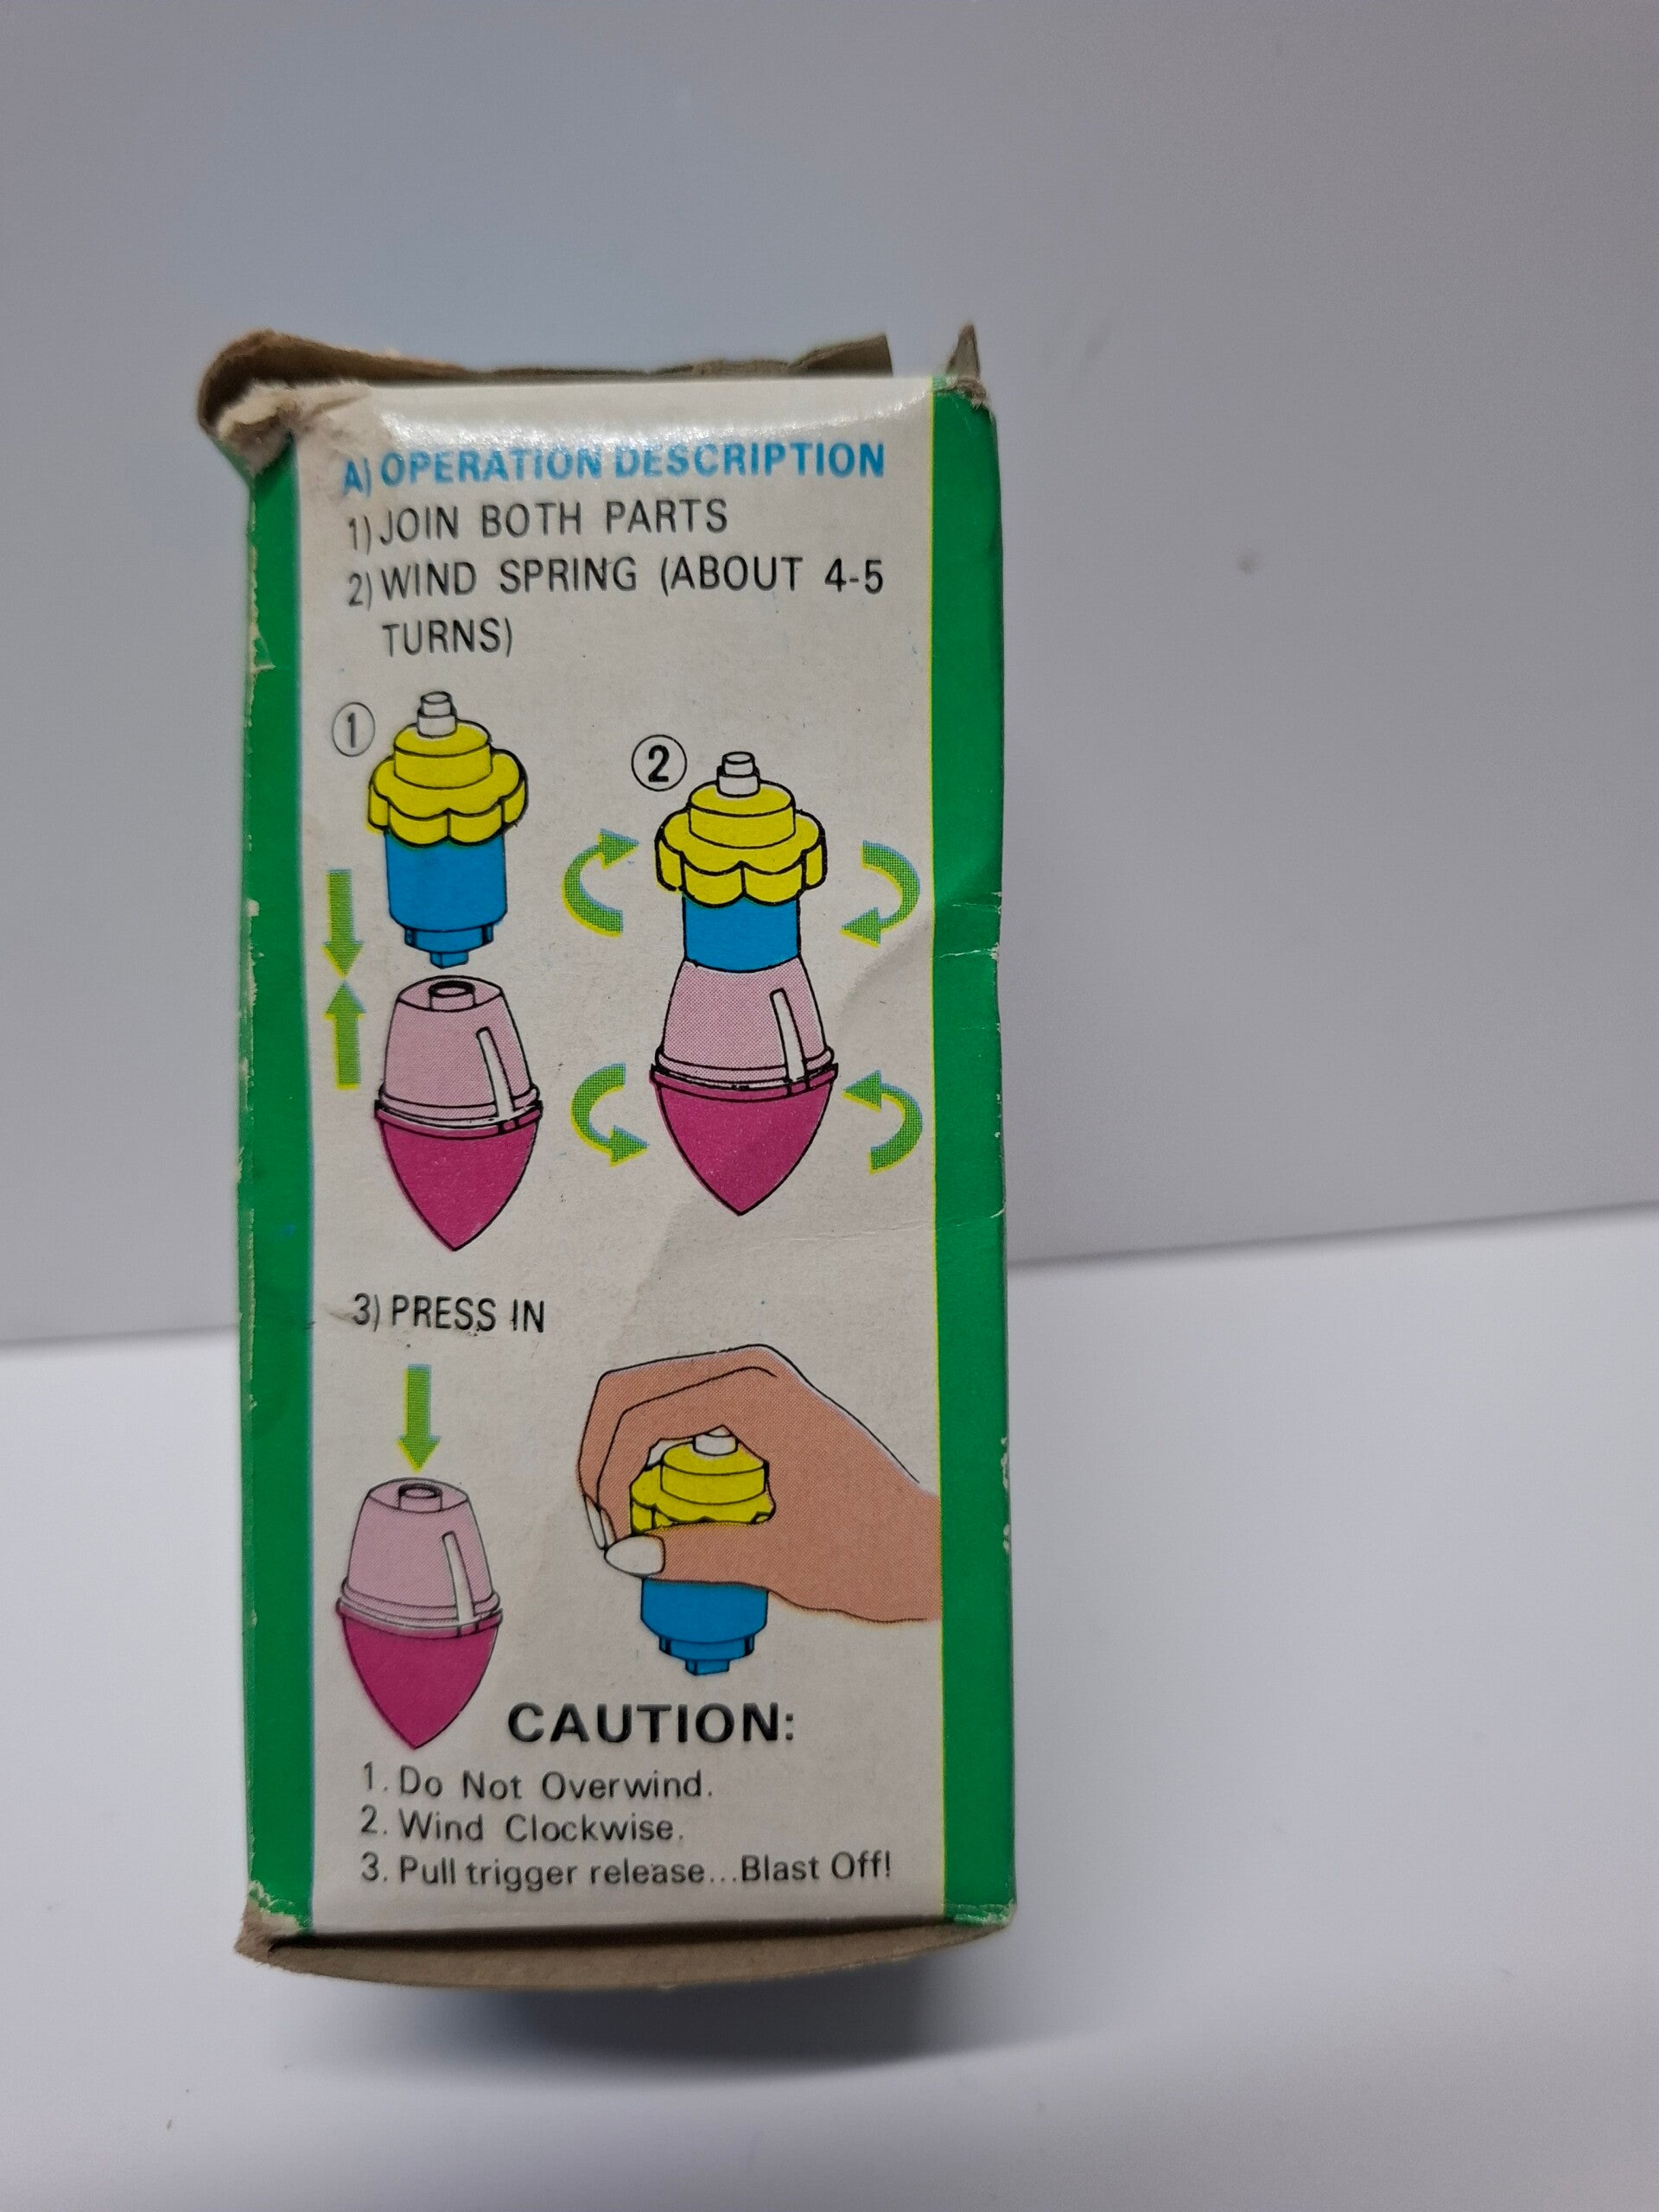 A) OPERATION DESCRIPTION
1) JOIN BOTH PARTS
2) WIND SPRING (ABOUT 4-5
TURNS)
1
2
3) PRESS IN
CAUTION:
1. Do Not Overwind.
2. Wind Clockwise.
3. Pull trigger release...Blast Off!